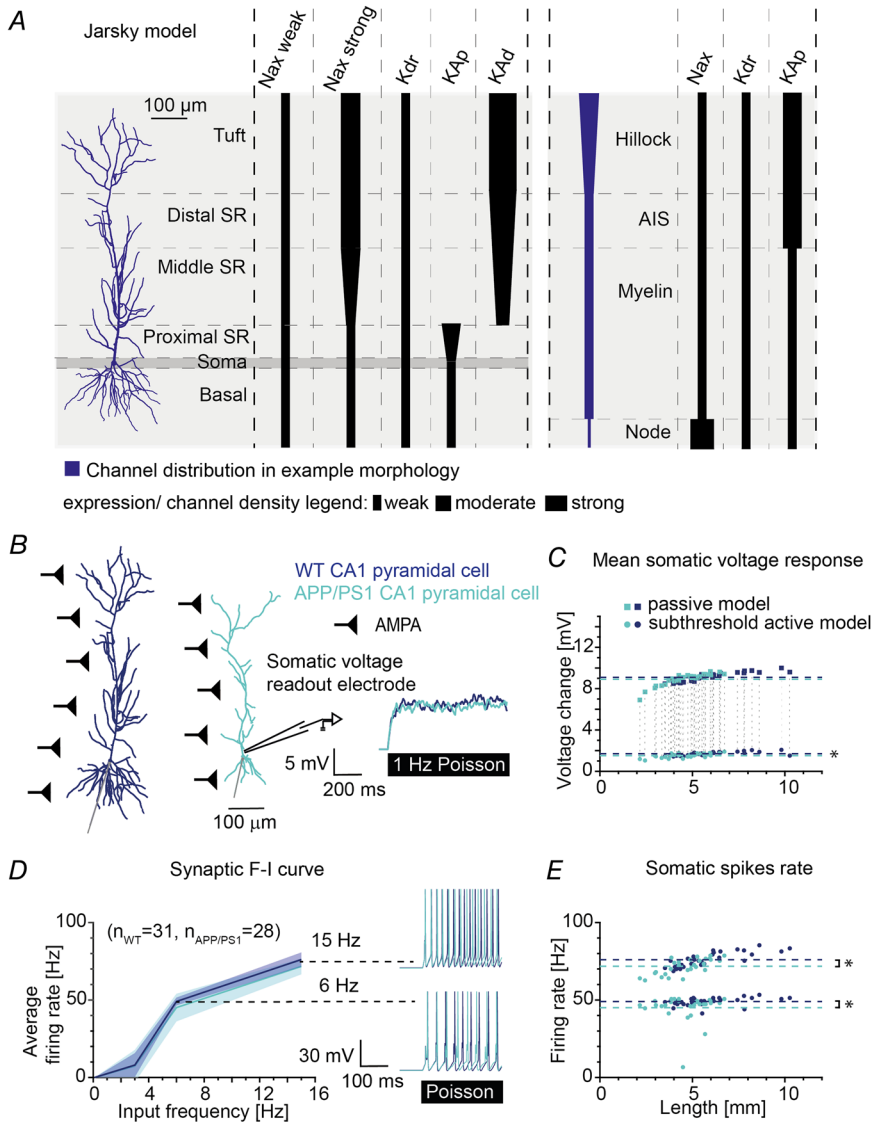 A
Jarsky model
Nax weak
Nax strong
Kdr
KAp
KAd
Nax
Kdr
KAp
100 µm
Tuft
Distal SR
Middle SR
Proximal SR
Soma
Basal
Hillock
AIS
Myelin
Node
Channel distribution in example morphology
expression/ channel density legend: weak moderate strong
B
WT CA1 pyramidal cell
APP/PS1 CA1 pyramidal cell
AMPA
Somatic voltage
readout electrode
5 mV
200 ms
1 Hz Poisson
100 µm
C
Mean somatic voltage response
passive model
subthreshold active model
Voltage change [mV]
12
8
4
0
0 5 10
*
D
Synaptic F-I curve
(nWT=31, nAPP/PS1=28)
15 Hz
6 Hz
Average
firing rate [Hz]
100
50
0
0 4 8 12 16
Input frequency [Hz]
30 mV
100 ms
Poisson
E
Somatic spikes rate
Firing rate [Hz]
100
50
0
0 5 10
Length [mm]
*
*